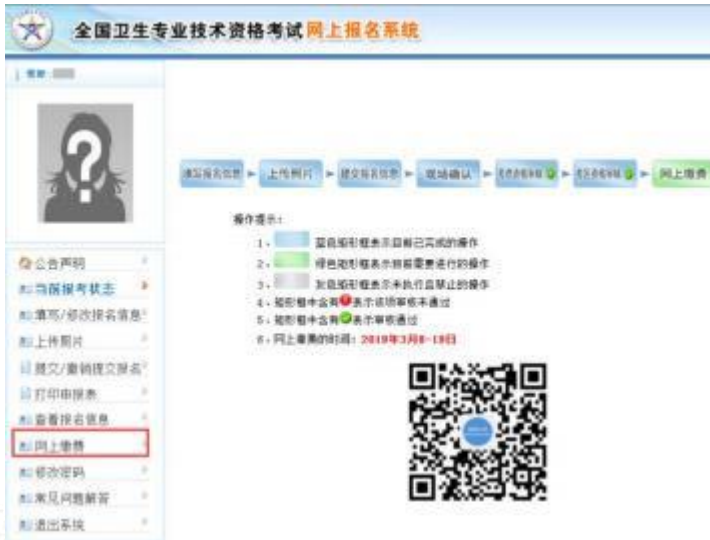 全国卫生专业技术资格考试网上报名系统
填写报名信息
上传照片
提交报名信息
现场确认
网上缴费
操作提示：
1、蓝色矩形框表示目前已完成的操作
2、绿色矩形框表示目前需要进行的操作
3、灰色矩形框表示未执行且禁止的操作
4、矩形框中含有表示该项审核未通过
5、矩形框中含有表示审核通过
6、网上缴费的时间：2019年3月8-19日
公告声明
当前报考状态
填写/修改报名信息
上传照片
提交/撤销提交报名
打印申报表
查看报名信息
网上缴费
修改密码
常见问题解答
退出系统